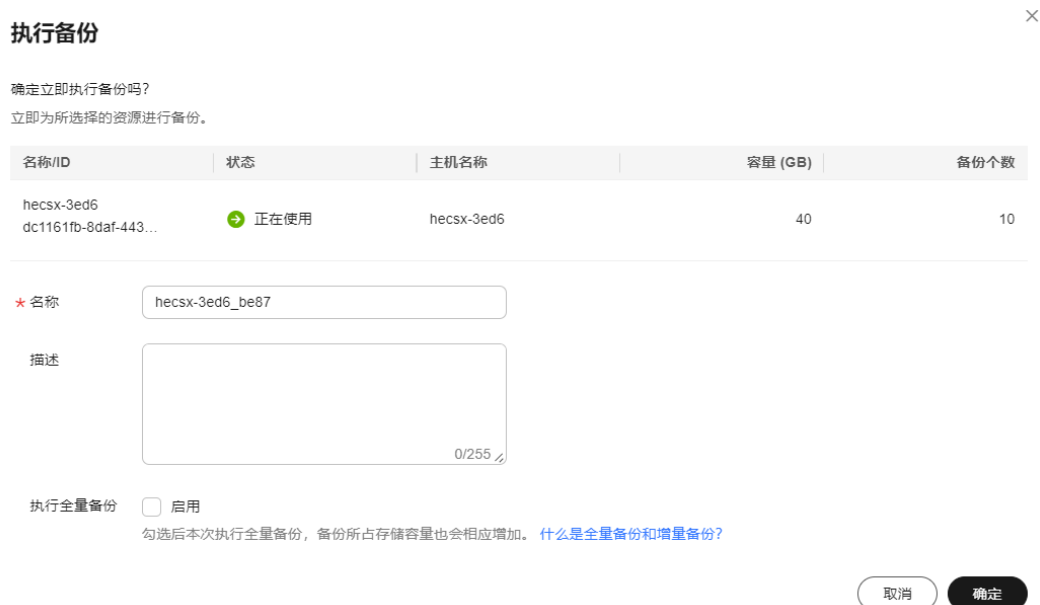 执行备份
确定立即执行备份吗?
立即为所选择的资源进行备份。
名称/ID 状态 主机名称 容量 (GB) 备份个数
hecsx-3ed6
dc1161fb-8daf-443... 正在使用 hecsx-3ed6 40 10
* 名称 hecsx-3ed6_be87
描述
0/255
执行全量备份 启用
勾选后本次执行全量备份，备份所占存储容量也会相应增加。 什么是全量备份和增量备份?
取消 确定